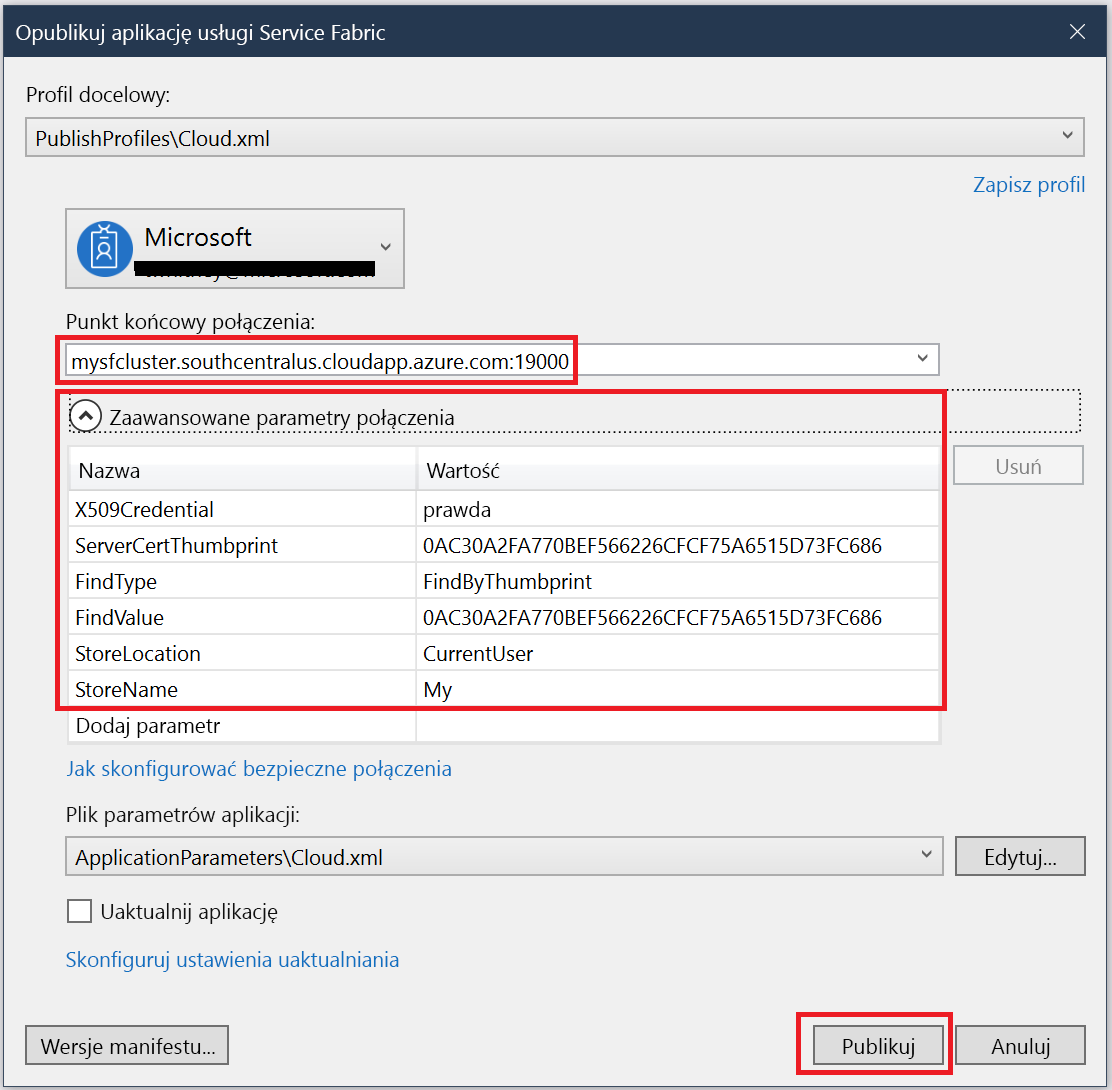 Opublikuj aplikację usługi Service Fabric
Profil docelowy:
PublishProfiles\Cloud.xml
Zapisz profil
Microsoft
Punkt końcowy połączenia:
mysfcluster.southcentralus.cloudapp.azure.com:19000
Zaawansowane parametry połączenia
Nazwa Wartość
Usuń
X509Credential prawda
ServerCertThumbprint 0AC30A2FA770BEF566226CFCF75A6515D73FC686
FindType FindByThumbprint
FindValue 0AC30A2FA770BEF566226CFCF75A6515D73FC686
StoreLocation CurrentUser
StoreName My
Dodaj parametr
Jak skonfigurować bezpieczne połączenia
Plik parametrów aplikacji:
ApplicationParameters\Cloud.xml
Edytuj...
Uaktualnij aplikację
Skonfiguruj ustawienia uaktualniania
Wersje manifestu... Publikuj Anuluj